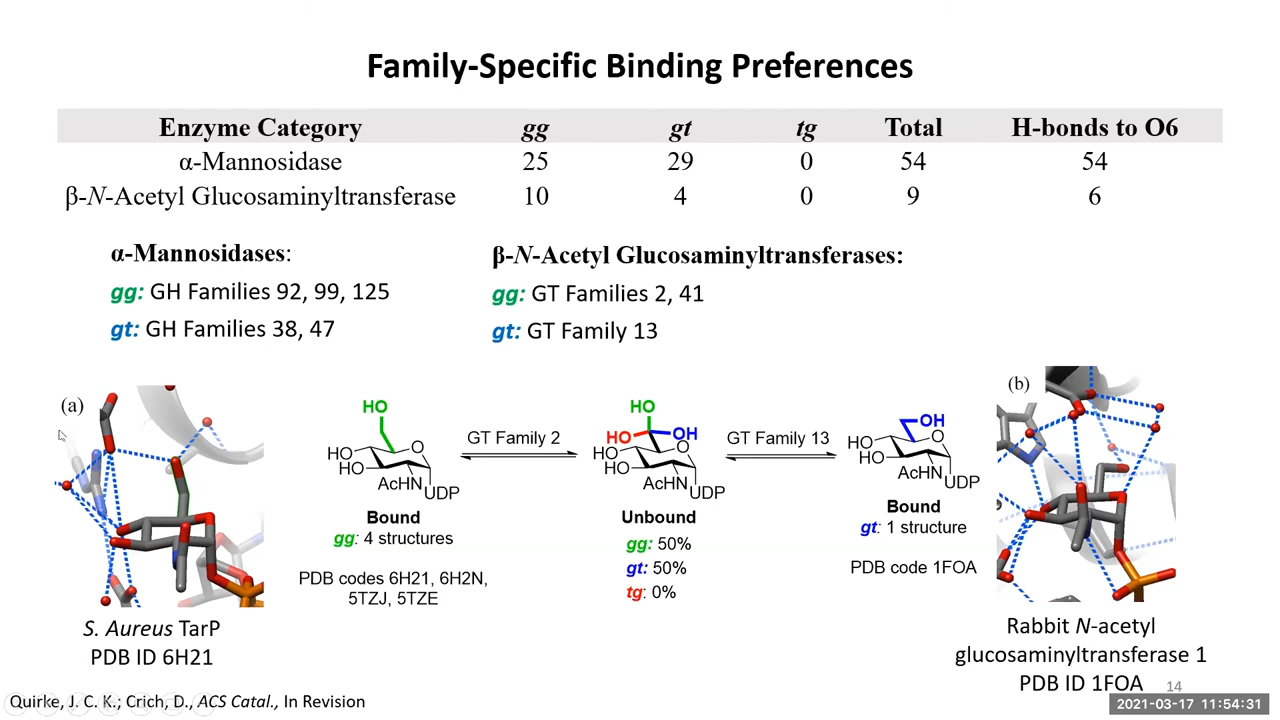 Family-Specific Binding Preferences
Enzyme Category gg gt tg Total H-bonds to O6
α-Mannosidase 25 29 0 54 54
β-N-Acetyl Glucosaminyltransferase 10 4 0 9 6
α-Mannosidases:
gg: GH Families 92, 99, 125
gt: GH Families 38, 47
β-N-Acetyl Glucosaminyltransferases:
gg: GT Families 2, 41
gt: GT Family 13
(a)
S. Aureus TarP
PDB ID 6H21
HO
HO
O
HO
AcHN
UDP
Bound
gg: 4 structures
PDB codes 6H21, 6H2N,
5TZJ, 5TZE
GT Family 2
HO
HO OH
HO
O
HO
AcHN
UDP
Unbound
gg: 50%
gt: 50%
tg: 0%
GT Family 13
OH
HO
O
HO
AcHN
UDP
Bound
gt: 1 structure
PDB code 1FOA
(b)
Rabbit N-acetyl
glucosaminyltransferase 1
PDB ID 1FOA
14
Quirke, J. C. K.; Crich, D., ACS Catal., In Revision
2021-03-17 11:54:31